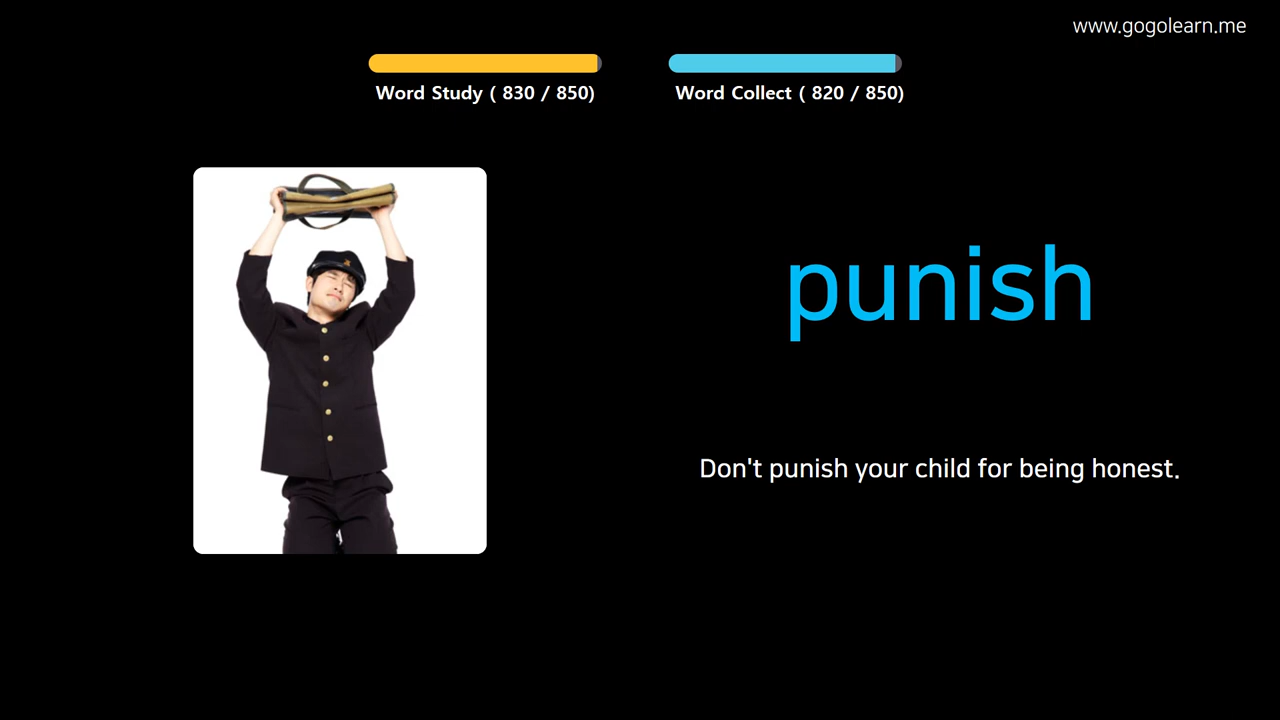 www.gogolearn.me
Word Study ( 830 / 850)
Word Collect ( 820 / 850)
punish
Don't punish your child for being honest.